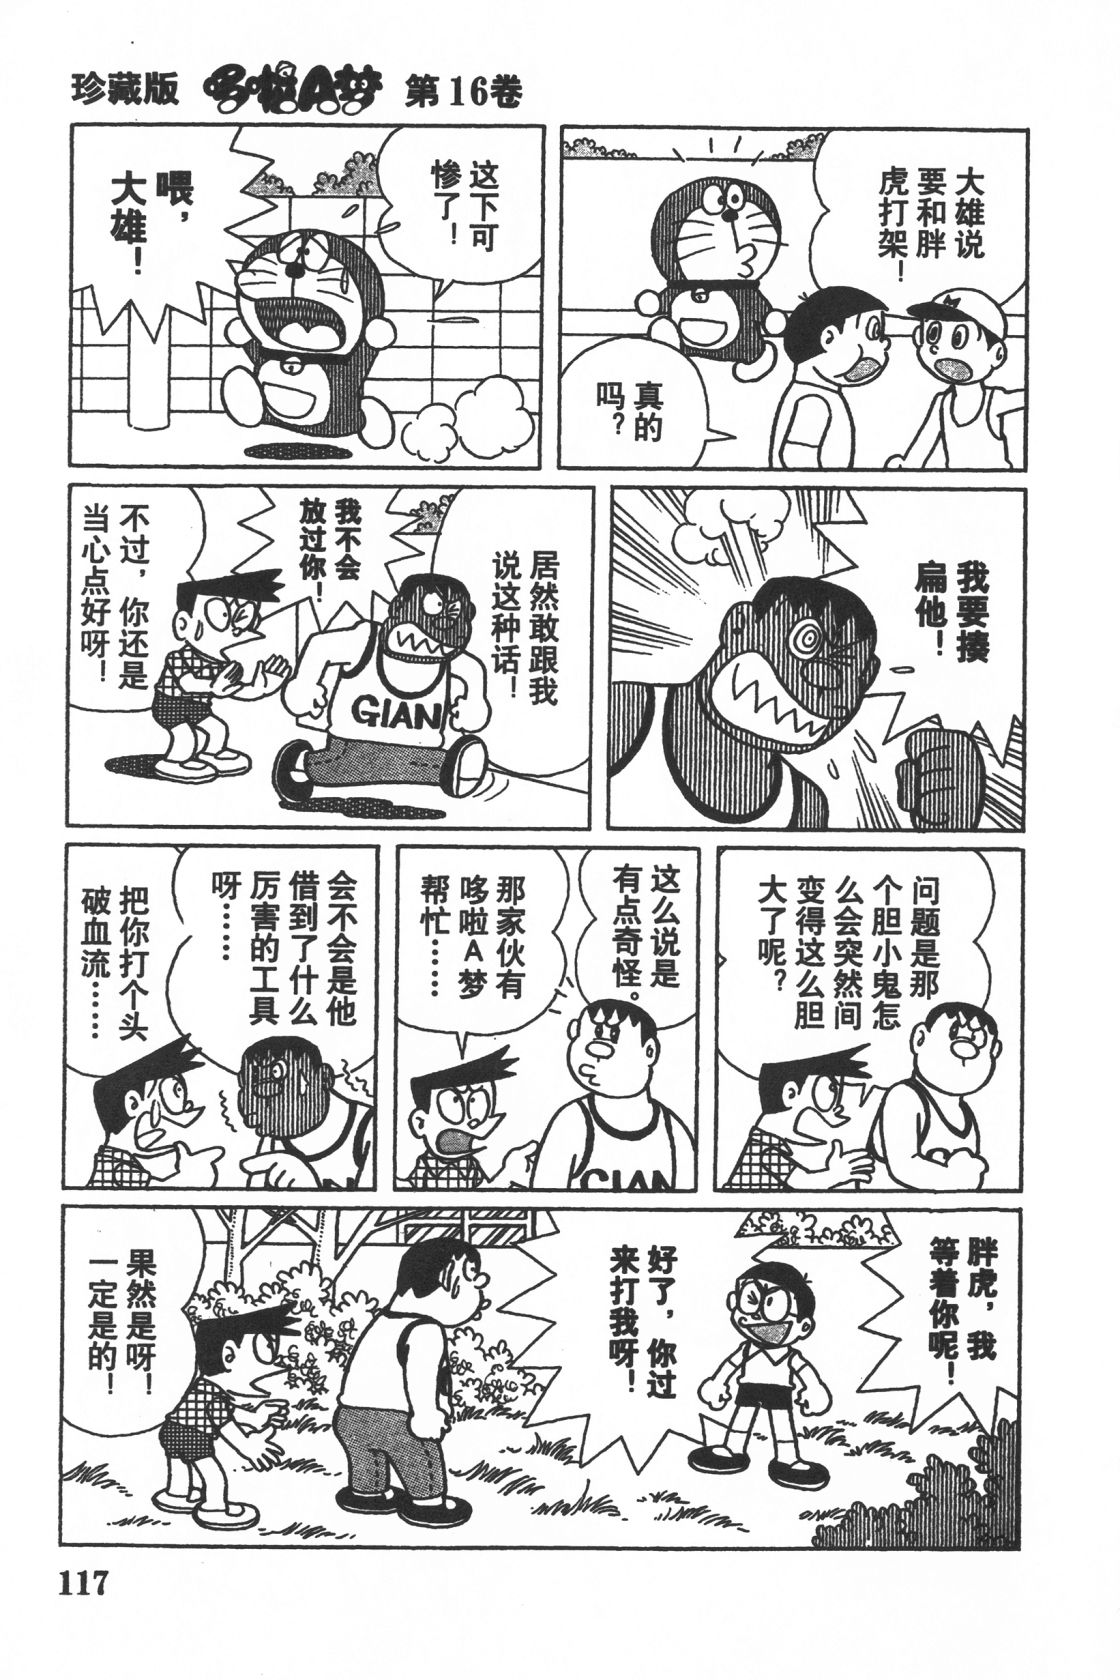 珍藏版 哆啦A梦 第16卷
大雄说
要和胖
虎打架！
真的
吗？
这下可
惨了！
喂，
大雄！
我要揍
扁他！
居然敢跟我
说这种话！
GIAN
我不会
放过你！
不过，你还是
当心点好呀！
问题是那
个胆小鬼怎
么会突然间
变得这么胆
大了呢？
这么说是
有点奇怪。
那家伙有
哆啦A梦
帮忙……
GIAN
会不会是他
借到了什么
厉害的工具
呀……
把你打个头
破血流……
胖虎，我
等着你呢！
好了，你过
来打我呀！
果然是呀！
一定是的！
117